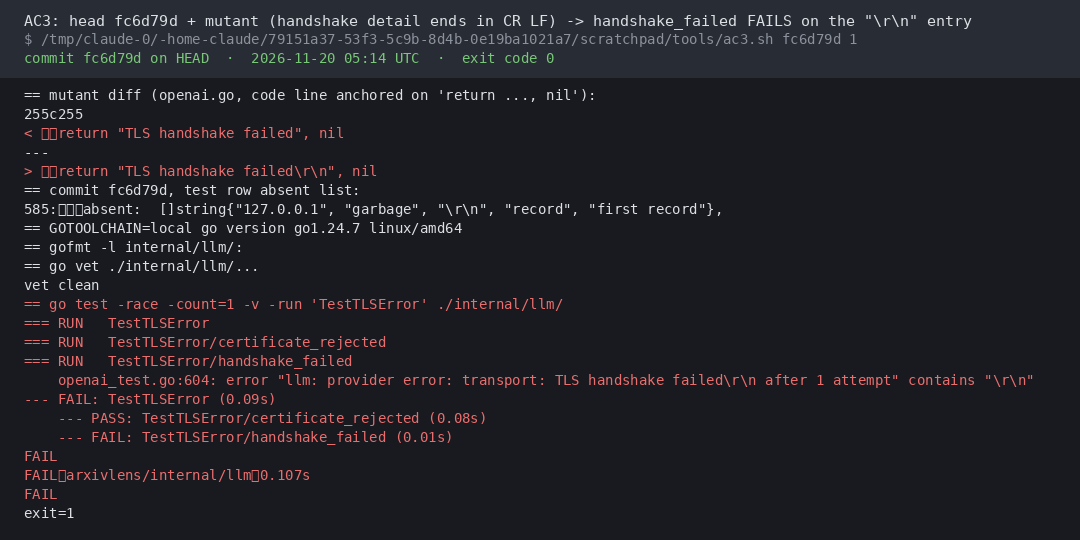 AC3: head fc6d79d + mutant (handshake detail ends in CR LF) -> handshake_failed FAILS on the "\r\n" entry
$ /tmp/claude-0/-home-claude/79151a37-53f3-5c9b-8d4b-0e19ba1021a7/scratchpad/tools/ac3.sh fc6d79d 1
commit fc6d79d on HEAD · 2026-11-20 05:14 UTC · exit code 0
== mutant diff (openai.go, code line anchored on 'return ..., nil'):
255c255
< □□return "TLS handshake failed", nil
---
> □□return "TLS handshake failed\r\n", nil
== commit fc6d79d, test row absent list:
585:□□□absent:  []string{"127.0.0.1", "garbage", "\r\n", "record", "first record"},
== GOTOOLCHAIN=local go version go1.24.7 linux/amd64
== gofmt -l internal/llm/:
== go vet ./internal/llm/...
vet clean
== go test -race -count=1 -v -run 'TestTLSError' ./internal/llm/
=== RUN   TestTLSError
=== RUN   TestTLSError/certificate_rejected
=== RUN   TestTLSError/handshake_failed
    openai_test.go:604: error "llm: provider error: transport: TLS handshake failed\r\n after 1 attempt" contains "\r\n"
--- FAIL: TestTLSError (0.09s)
    --- PASS: TestTLSError/certificate_rejected (0.08s)
    --- FAIL: TestTLSError/handshake_failed (0.01s)
FAIL
FAIL□arxivlens/internal/llm□0.107s
FAIL
exit=1